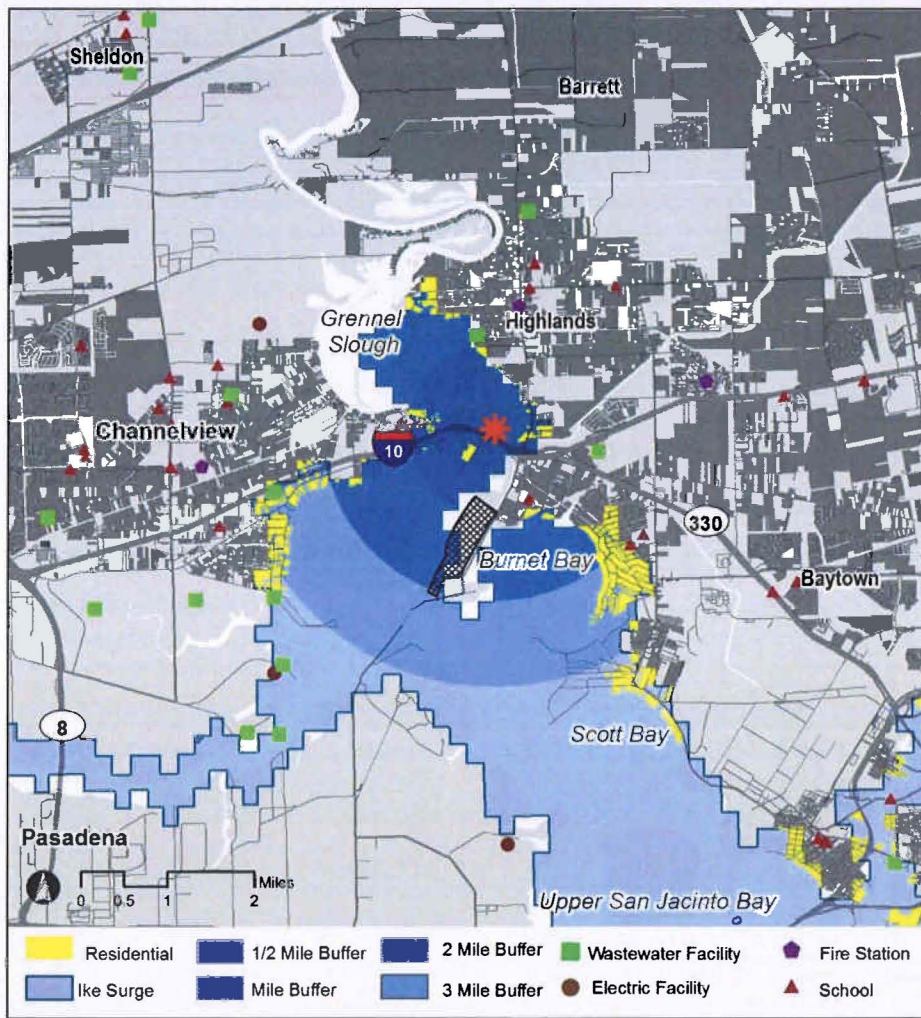 Sheldon
Barrett
Grennel
Slough
Highlands
Channelview
10
330
Burnet Bay
Baytown
8
Scott Bay
Pasadena
Miles
0 0.5 1 2
Upper San Jacinto Bay
Residential 1/2 Mile Buffer 2 Mile Buffer Wastewater Facility Fire Station
Ike Surge Mile Buffer 3 Mile Buffer Electric Facility School